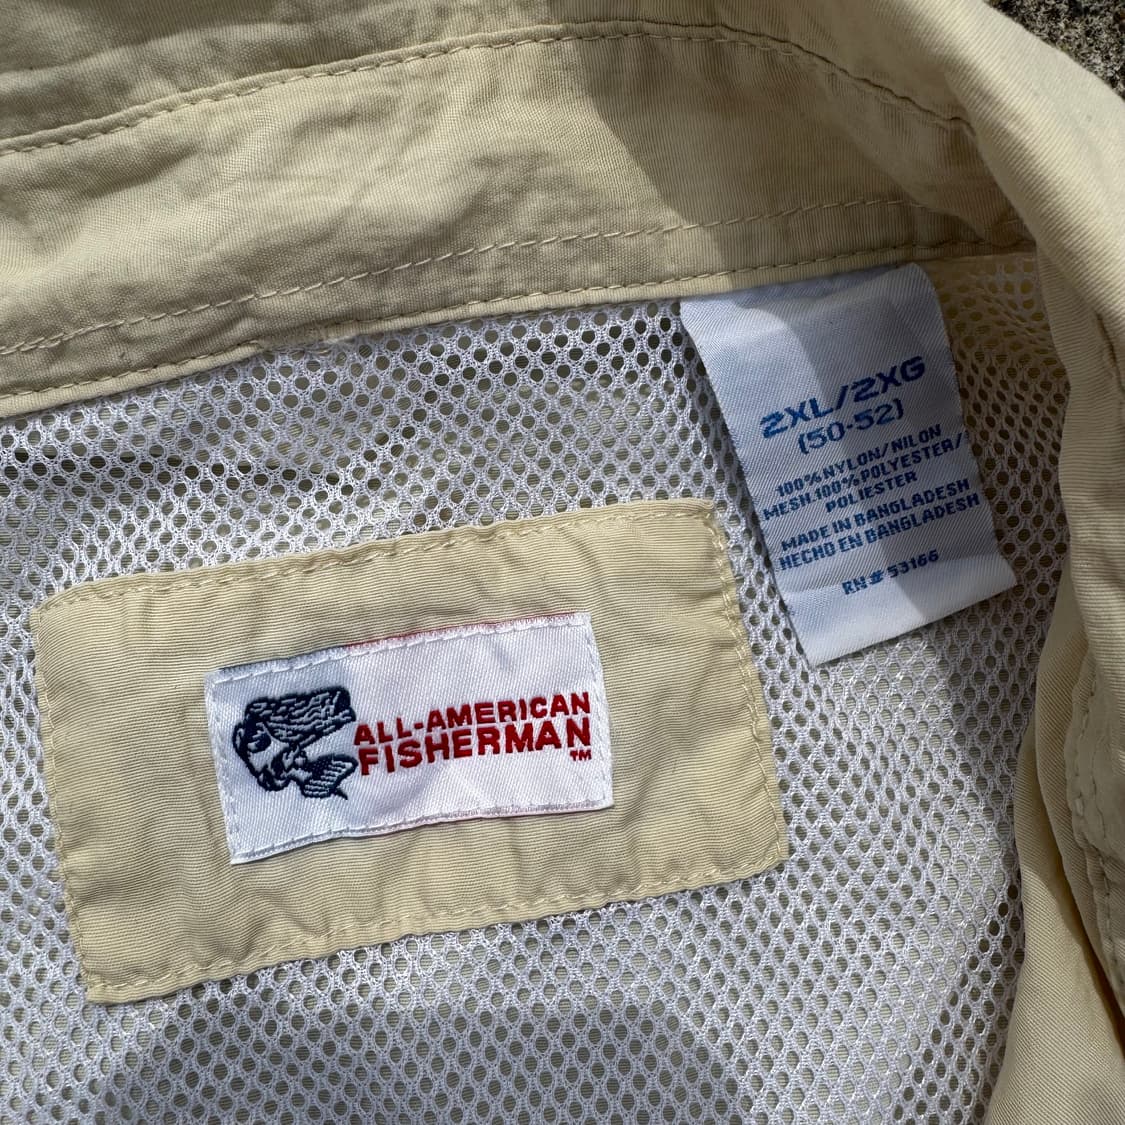 2XL/2XG
(50-52)
100% NYLON/NILON
MESH 100% POLYESTER/
POLIESTER
MADE IN BANGLADESH
HECHO EN BANGLADESH
RN# 53166
ALL-AMERICAN
FISHERMAN
TM